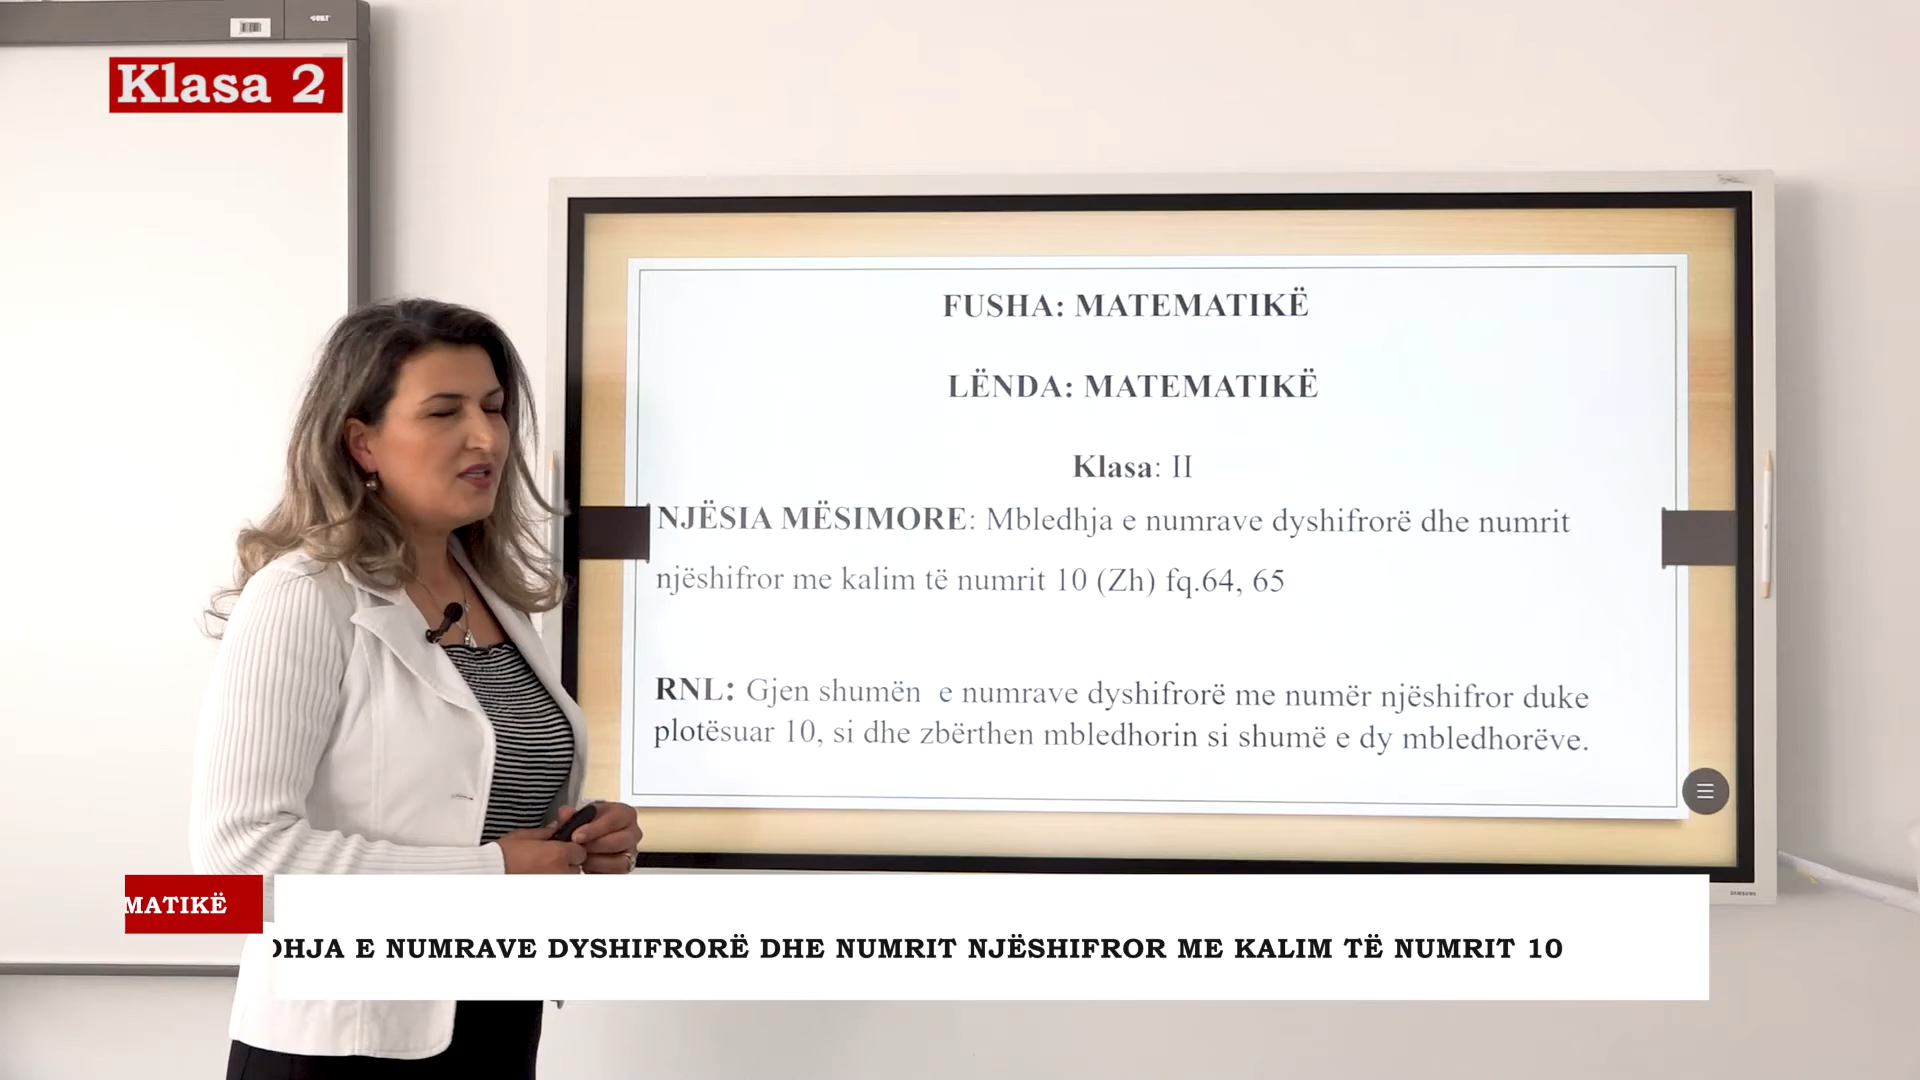 Klasa 2
FUSHA: MATEMATIKË
LËNDA: MATEMATIKË
Klasa: II
NJËSIA MËSIMORE: Mbledhja e numrave dyshifrorë dhe numrit
njëshifror me kalim të numrit 10 (Zh) fq.64, 65
RNL: Gjen shumën e numrave dyshifrorë me numër njëshifror duke
plotësuar 10, si dhe zbërthen mbledhorin si shumë e dy mbledhorëve.
SAMSUNG
MATIKË
DHJA E NUMRAVE DYSHIFRORË DHE NUMRIT NJËSHIFROR ME KALIM TË NUMRIT 10